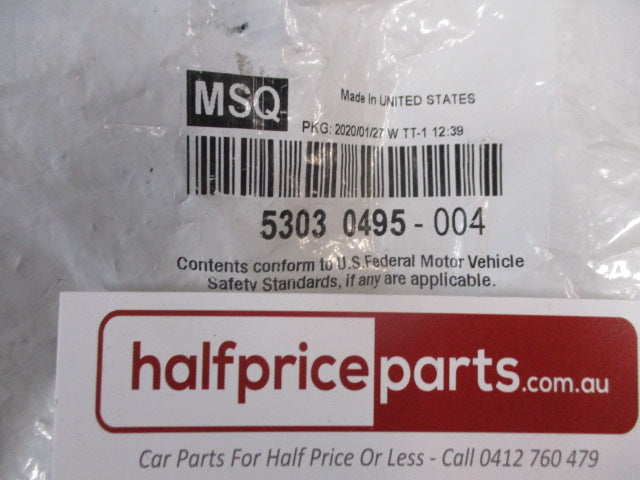 MSQ
Made In UNITED STATES
PKG: 2020/01/27 W TT-1 12:39
5303 0495 - 004
Contents conform to U.S.Federal Motor Vehicle
Safety Standards, if any are applicable.
halfpriceparts.com.au
Car Parts For Half Price Or Less - Call 0412 760 479